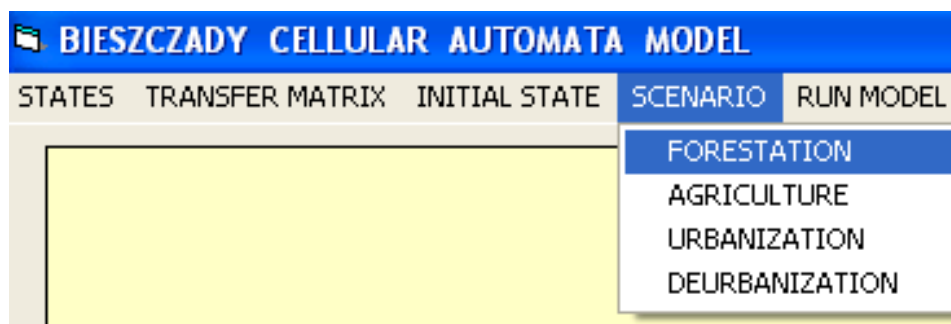 BIESZCZADY CELLULAR AUTOMATA MODEL
STATES TRANSFER MATRIX INITIAL STATE SCENARIO RUN MODEL
FORESTATION
AGRICULTURE
URBANIZATION
DEURBANIZATION